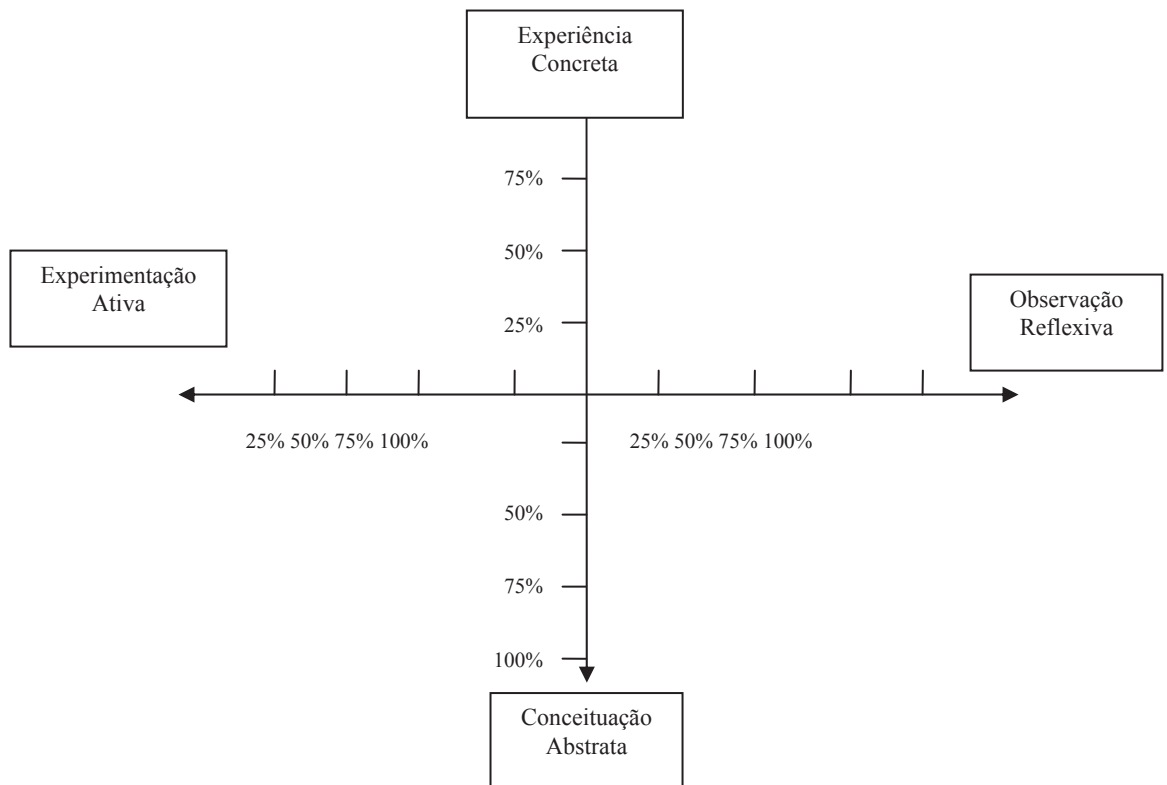 Experiência
Concreta
75%
50%
Experimentação
Ativa
Observação
Reflexiva
25%
25% 50% 75% 100%
25% 50% 75% 100%
50%
75%
100%
Conceituação
Abstrata